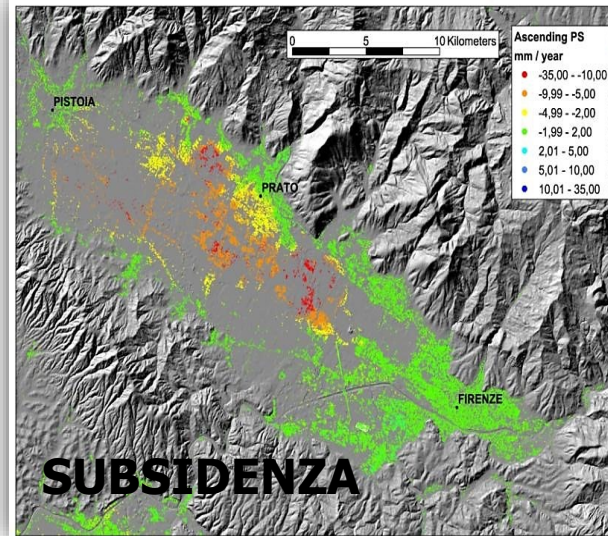 0 5 10 Kilometers
Ascending PS
mm / year
-35,00 - -10,00
-9,99 - -5,00
-4,99 - -2,00
-1,99 - 2,00
2,01 - 5,00
5,01 - 10,00
10,01 - 35,00
PISTOIA
PRATO
FIRENZE
SUBSIDENZA